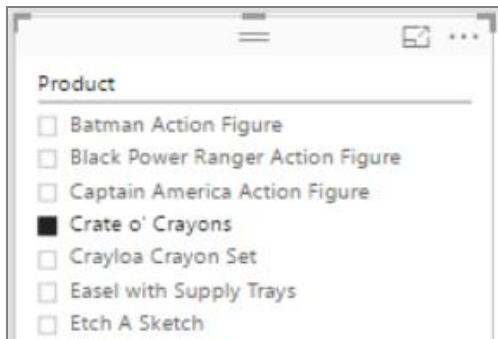 Product
Batman Action Figure
Black Power Ranger Action Figure
Captain America Action Figure
Crate o' Crayons
Crayloa Crayon Set
Easel with Supply Trays
Etch A Sketch